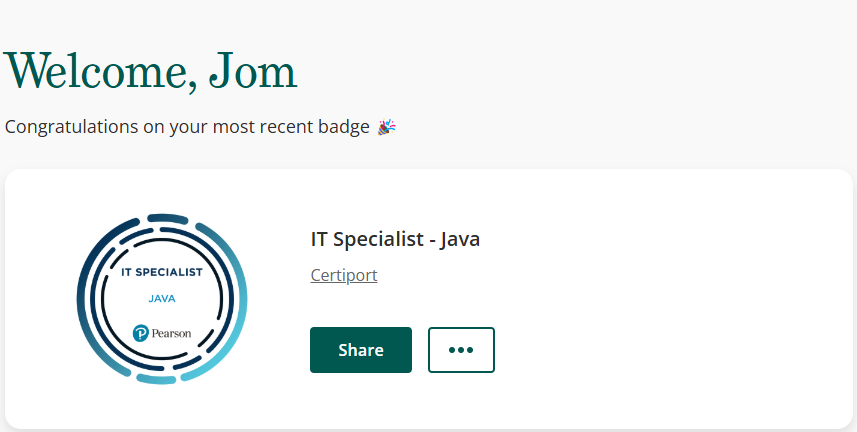 Welcome, Jom
Congratulations on your most recent badge 🎉
IT SPECIALIST
JAVA
Pearson
IT Specialist - Java
Certiport
Share
•••